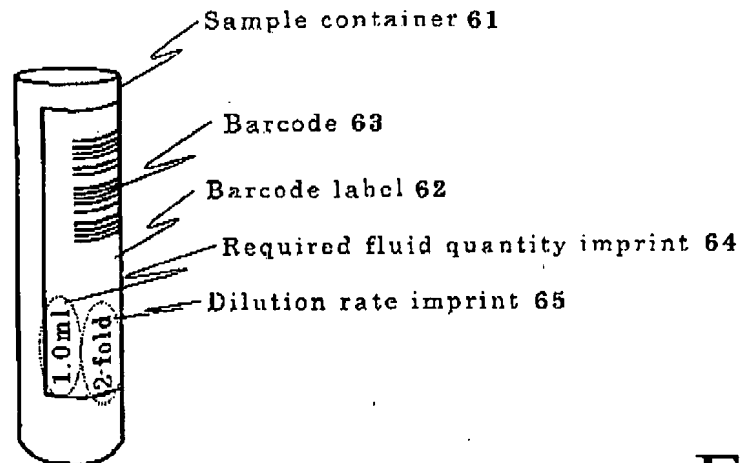 Sample container 61
Barcode 63
Barcode label 62
Required fluid quantity imprint 64
Dilution rate imprint 65
1.0ml
2-fold